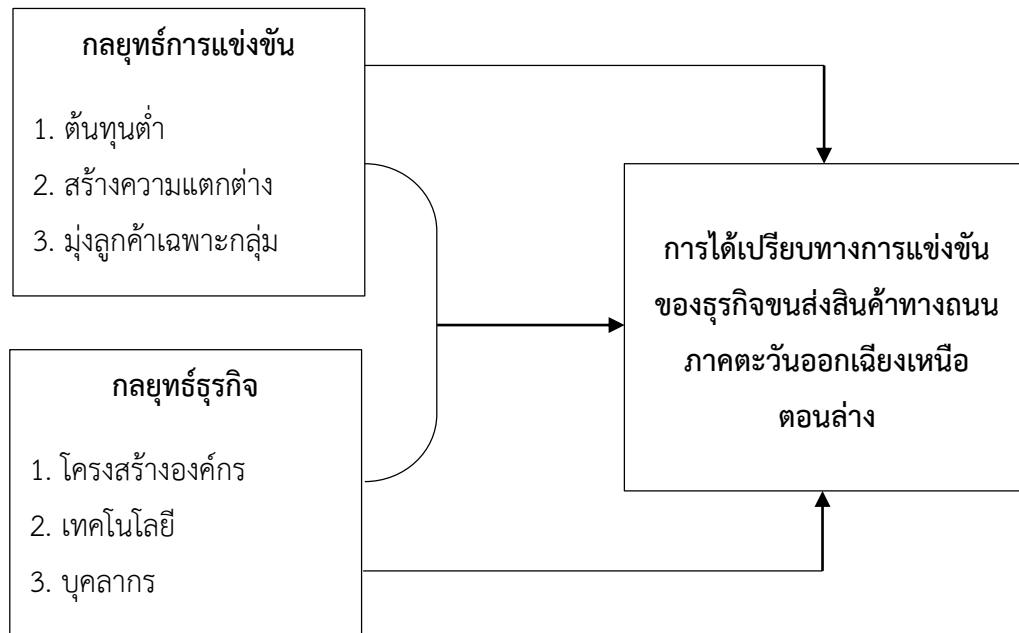 กลยุทธ์การแข่งขัน
1. ต้นทุนต่ำ
2. สร้างความแตกต่าง
3. มุ่งลูกค้าเฉพาะกลุ่ม
กลยุทธ์ธุรกิจ
1. โครงสร้างองค์กร
2. เทคโนโลยี
3. บุคลากร
การได้เปรียบทางการแข่งขัน
ของธุรกิจขนส่งสินค้าทางถนน
ภาคตะวันออกเฉียงเหนือ
ตอนล่าง